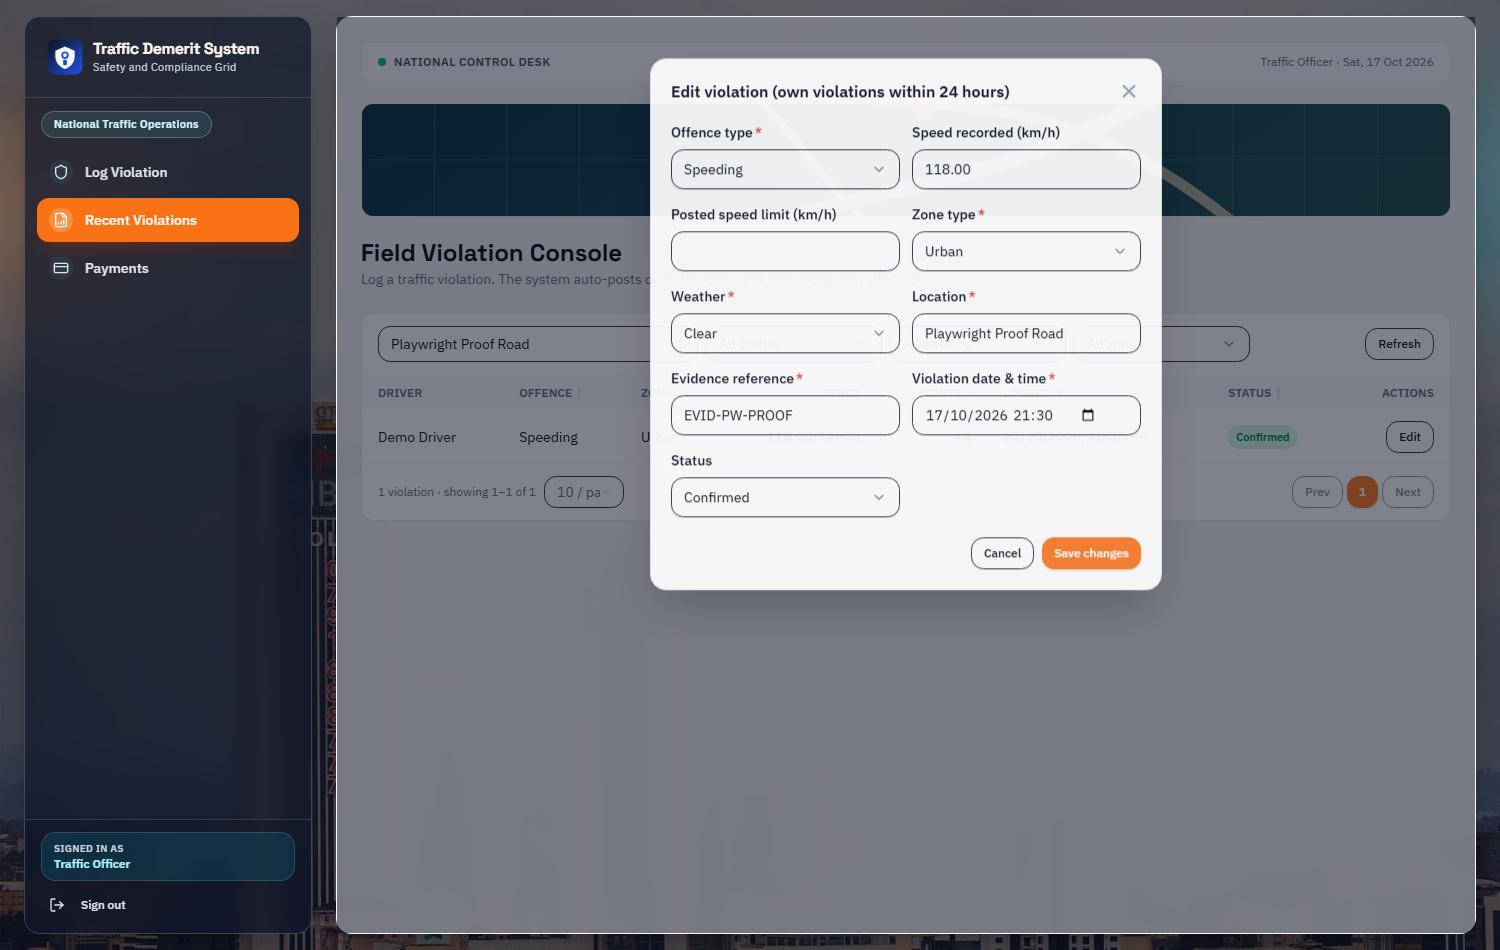 Traffic Demerit System
Safety and Compliance Grid
National Traffic Operations
Log Violation
Recent Violations
Payments
SIGNED IN AS
Traffic Officer
Sign out
NATIONAL CONTROL DESK
Traffic Officer · Sat, 17 Oct 2026
Field Violation Console
Log a traffic violation. The system auto-posts
Playwright Proof Road
All status
Refresh
DRIVER OFFENCE STATUS ACTIONS
Demo Driver Speeding Confirmed Edit
1 violation · showing 1–1 of 1 10 / pa
Prev 1 Next
Edit violation (own violations within 24 hours)
Offence type * Speed recorded (km/h)
Speeding 118.00
Posted speed limit (km/h) Zone type *
Urban
Weather * Location *
Clear Playwright Proof Road
Evidence reference * Violation date & time *
EVID-PW-PROOF 17/10/2026 21:30
Status
Confirmed
Cancel Save changes